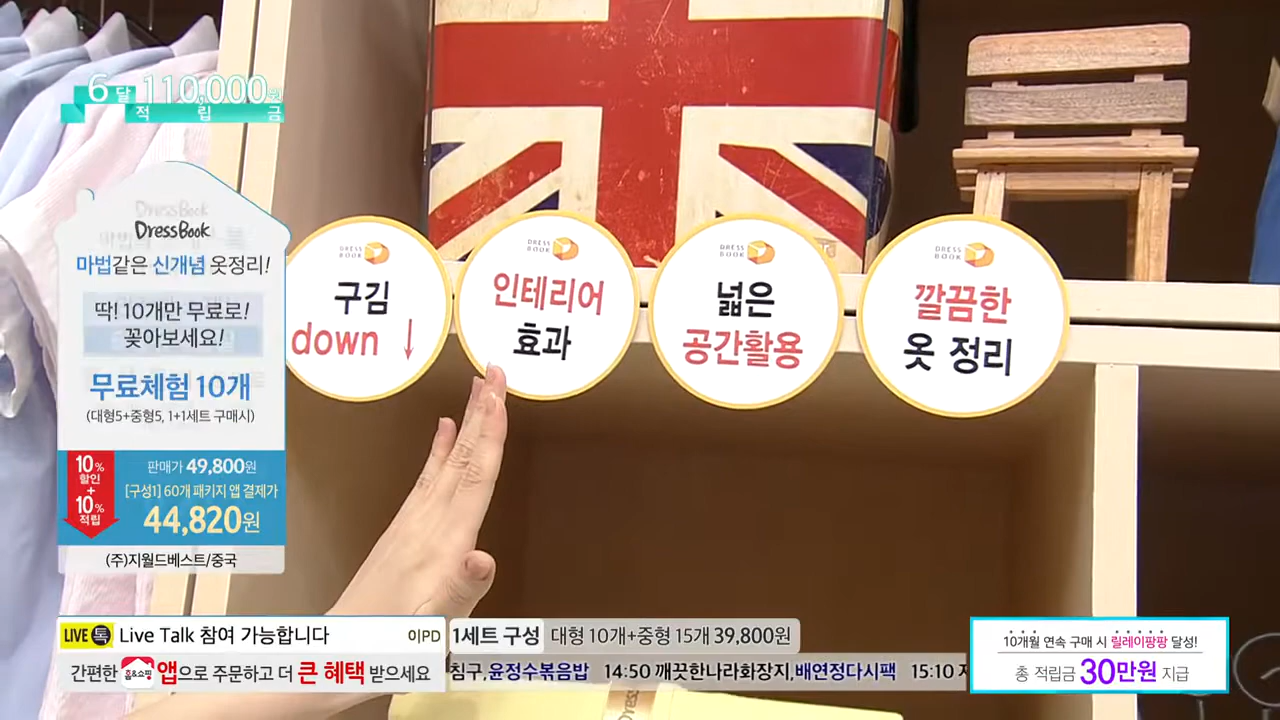 6달 110,000원
적립금
DressBook
마법같은 신개념 옷정리!
딱! 10개만 무료로!
꽂아보세요!
무료체험 10개
(대형5+중형5, 1+1세트 구매시)
10%
할인
+
10%
적립
판매가 49,800원
[구성1] 60개 패키지 앱 결제가
44,820원
(주)지월드베스트/중국
DRESS BOOK
구김
down ↓
DRESS BOOK
인테리어
효과
DRESS BOOK
넓은
공간활용
DRESS BOOK
깔끔한
옷 정리
LIVE 톡 Live Talk 참여 가능합니다 이PD
간편한 홈&쇼핑 앱으로 주문하고 더 큰 혜택 받으세요
1세트 구성 대형 10개+중형 15개 39,800원
침구,윤정수볶음밥 14:50 깨끗한나라화장지,배연정다시팩 15:10
10개월 연속 구매 시 릴레이팡팡 달성!
총 적립금 30만원 지급
Dress